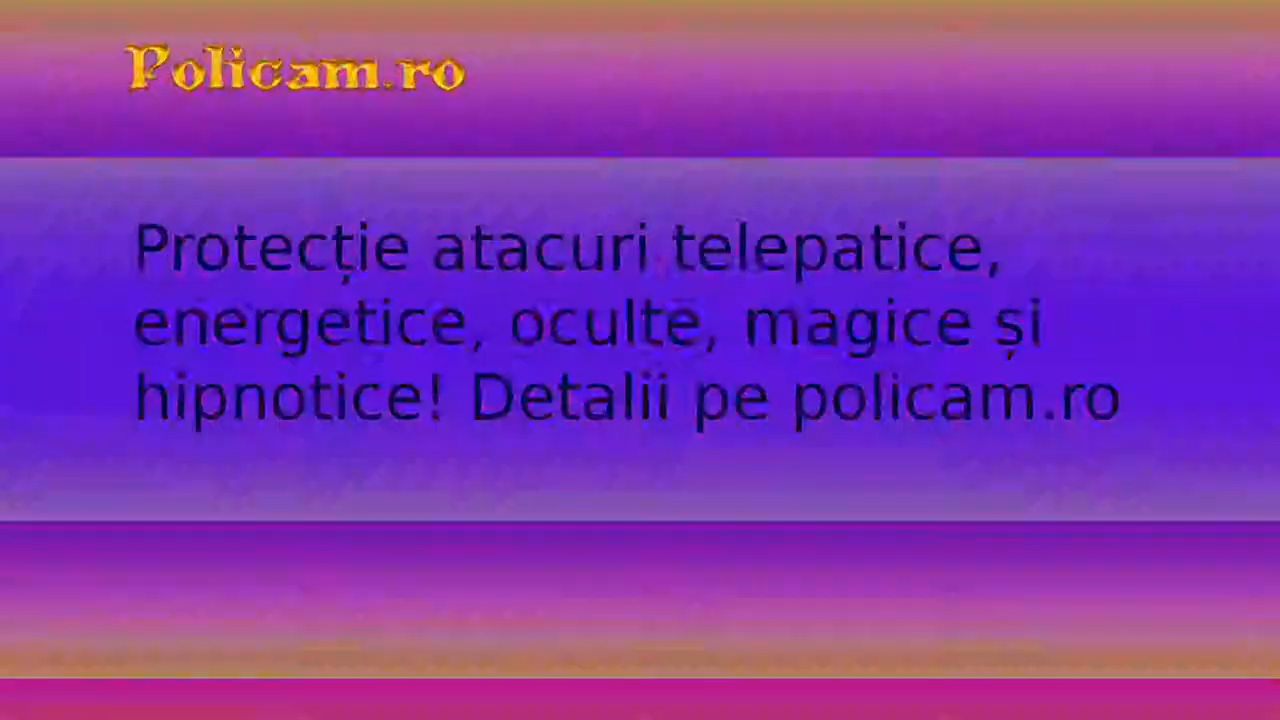 Policam.ro
Protecție atacuri telepatice,
energetice, oculte, magice și
hipnotice! Detalii pe policam.ro